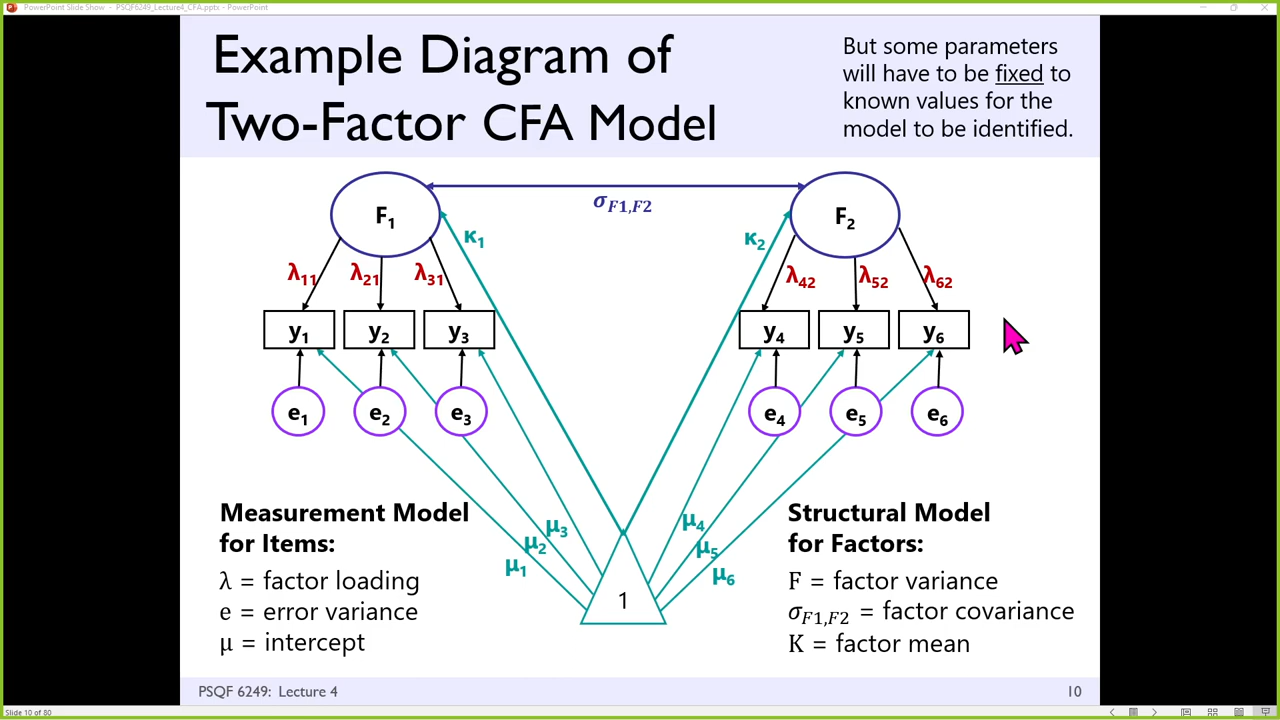 PowerPoint Slide Show - PSQF6249_Lecture4_CFA.pptx - PowerPoint
Example Diagram of
Two-Factor CFA Model
But some parameters
will have to be fixed to
known values for the
model to be identified.
F1
σF1,F2
F2
κ1
κ2
λ11 λ21 λ31
λ42 λ52 λ62
y1 y2 y3
y4 y5 y6
e1 e2 e3
e4 e5 e6
μ3
μ2
μ1
μ4
μ5
μ6
1
Measurement Model
for Items:
λ = factor loading
e = error variance
μ = intercept
Structural Model
for Factors:
F = factor variance
σF1,F2 = factor covariance
K = factor mean
PSQF 6249: Lecture 4
10
Slide 10 of 80